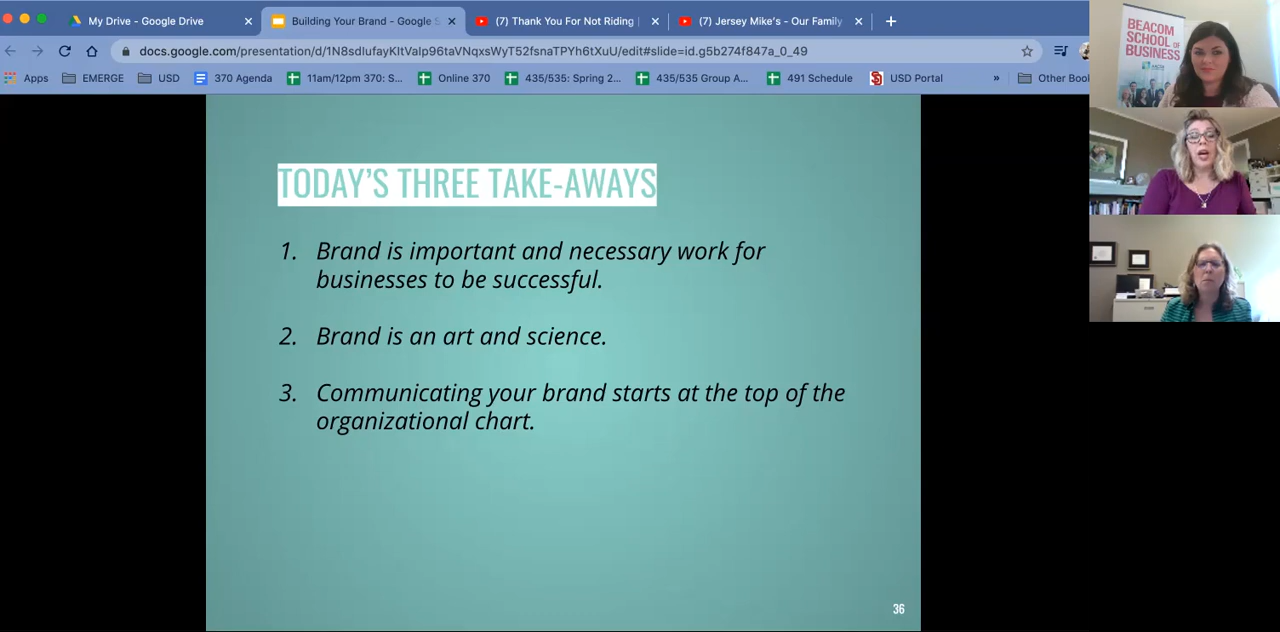 My Drive - Google Drive
Building Your Brand - Google S
(7) Thank You For Not Riding
(7) Jersey Mike's - Our Family
docs.google.com/presentation/d/1N8sdIufayKItVaIp96taVNqxsWyT52fsnaTPYh6tXuU/edit#slide=id.g5b274f847a_0_49
Apps
EMERGE
USD
370 Agenda
11am/12pm 370: S...
Online 370
435/535: Spring 2...
435/535 Group A...
491 Schedule
USD Portal
»
Other Book
BEACOM
SCHOOL OF
BUSINESS
TODAY'S THREE TAKE-AWAYS
1. Brand is important and necessary work for
businesses to be successful.
2. Brand is an art and science.
3. Communicating your brand starts at the top of the
organizational chart.
36